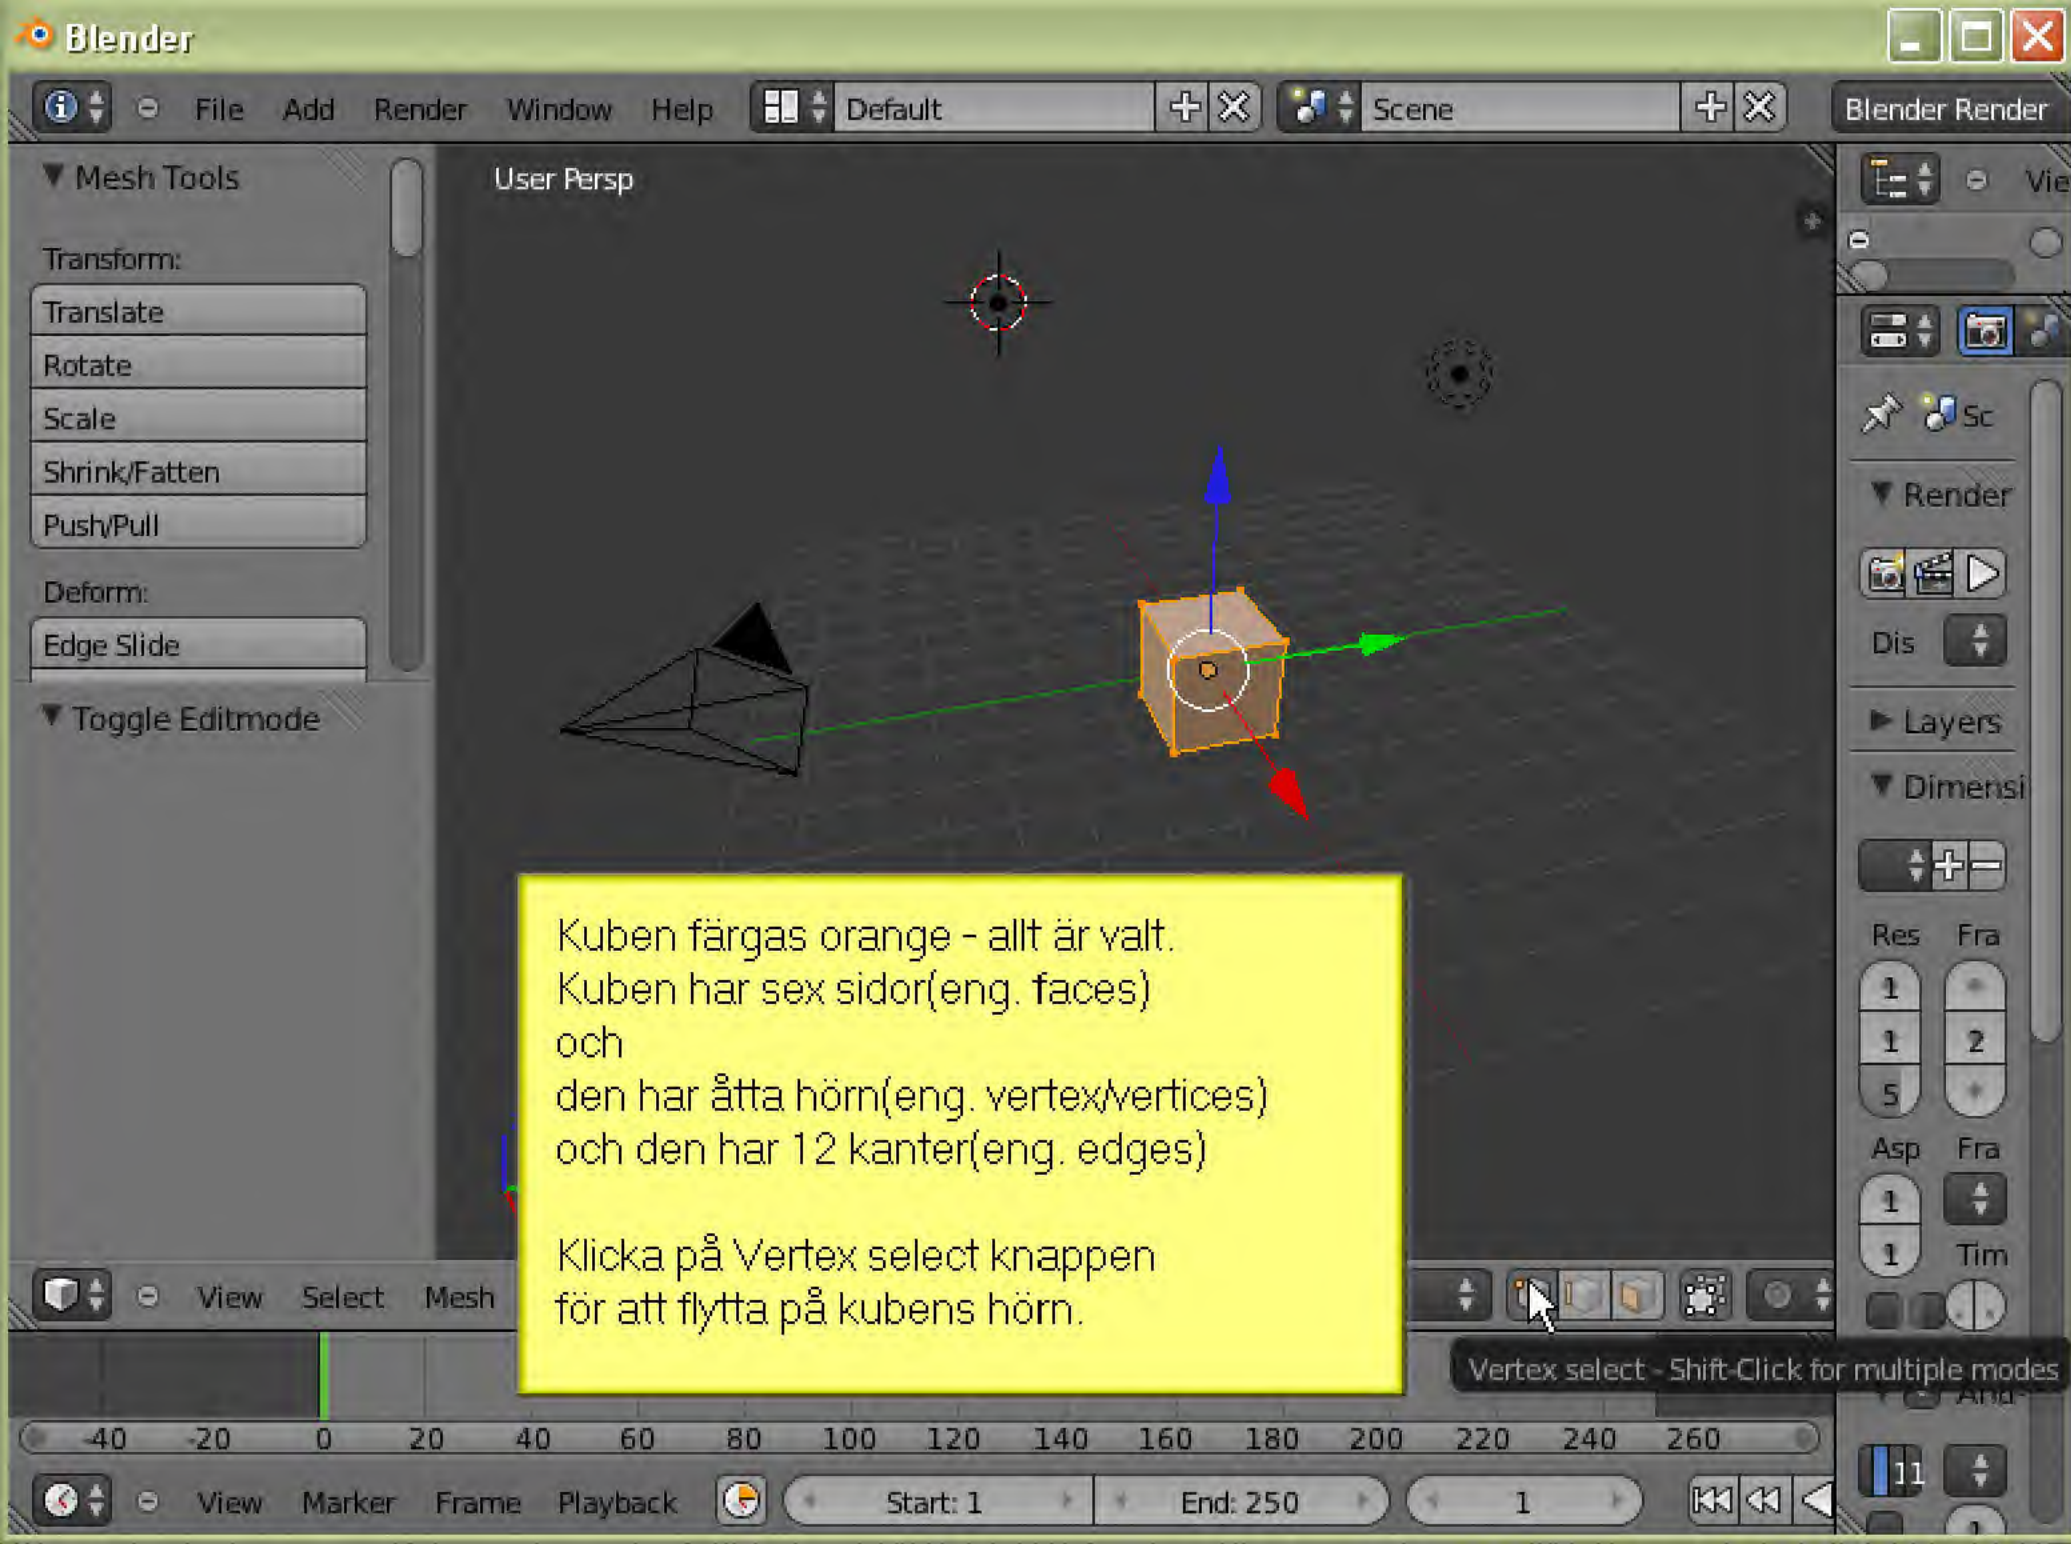 Blender
File Add Render Window Help Default Scene Blender Render
Mesh Tools
Transform:
Translate
Rotate
Scale
Shrink/Fatten
Push/Pull
Deform:
Edge Slide
Toggle Editmode
User Persp
Vie
Sc
Render
Dis
Layers
Dimensi
Res Fra
1
1 2
5
Asp Fra
1
1 Tim
Kuben färgas orange - allt är valt.
Kuben har sex sidor(eng. faces)
och
den har åtta hörn(eng. vertex/vertices)
och den har 12 kanter(eng. edges)
Klicka på Vertex select knappen
för att flytta på kubens hörn.
View Select Mesh
Vertex select - Shift-Click for multiple modes
-40 -20 0 20 40 60 80 100 120 140 160 180 200 220 240 260
11
View Marker Frame Playback Start: 1 End: 250 1
1